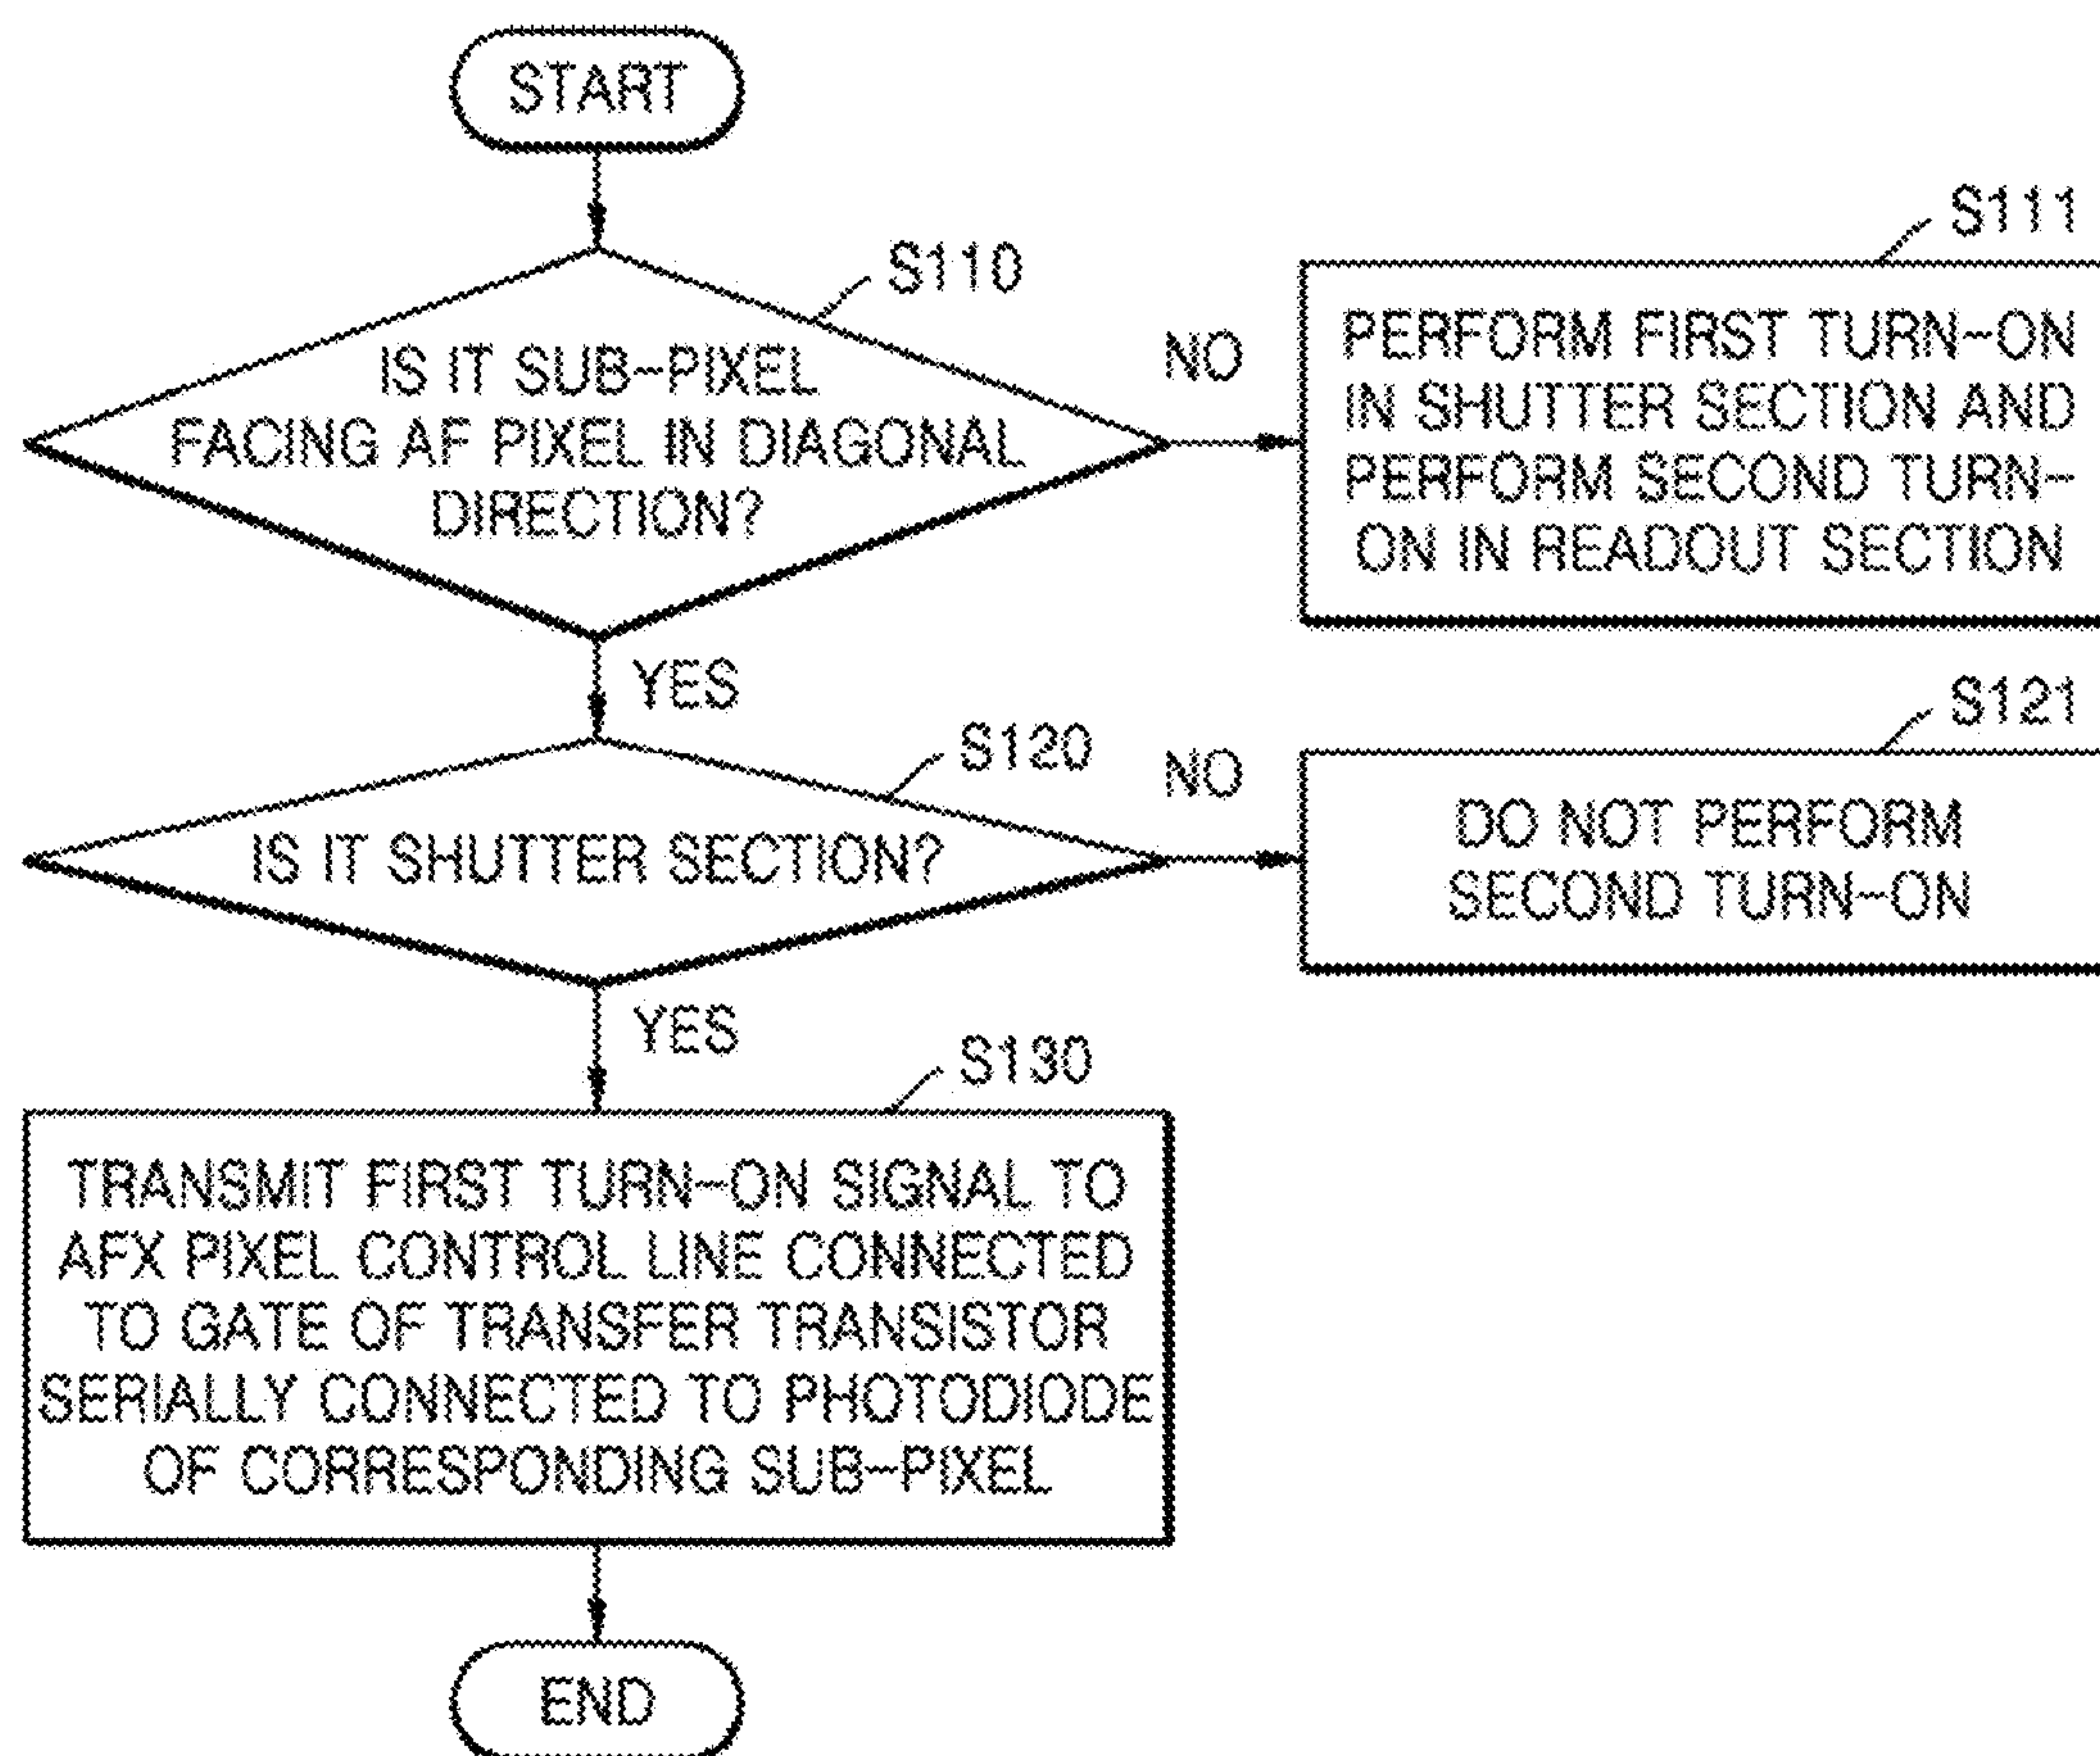 START
S110
IS IT SUB-PIXEL
FACING AF PIXEL IN DIAGONAL
DIRECTION?
NO
S111
PERFORM FIRST TURN-ON
IN SHUTTER SECTION AND
PERFORM SECOND TURN-
ON IN READOUT SECTION
YES
S120
IS IT SHUTTER SECTION?
NO
S121
DO NOT PERFORM
SECOND TURN-ON
YES
S130
TRANSMIT FIRST TURN-ON SIGNAL TO
AFX PIXEL CONTROL LINE CONNECTED
TO GATE OF TRANSFER TRANSISTOR
SERIALLY CONNECTED TO PHOTODIODE
OF CORRESPONDING SUB-PIXEL
END